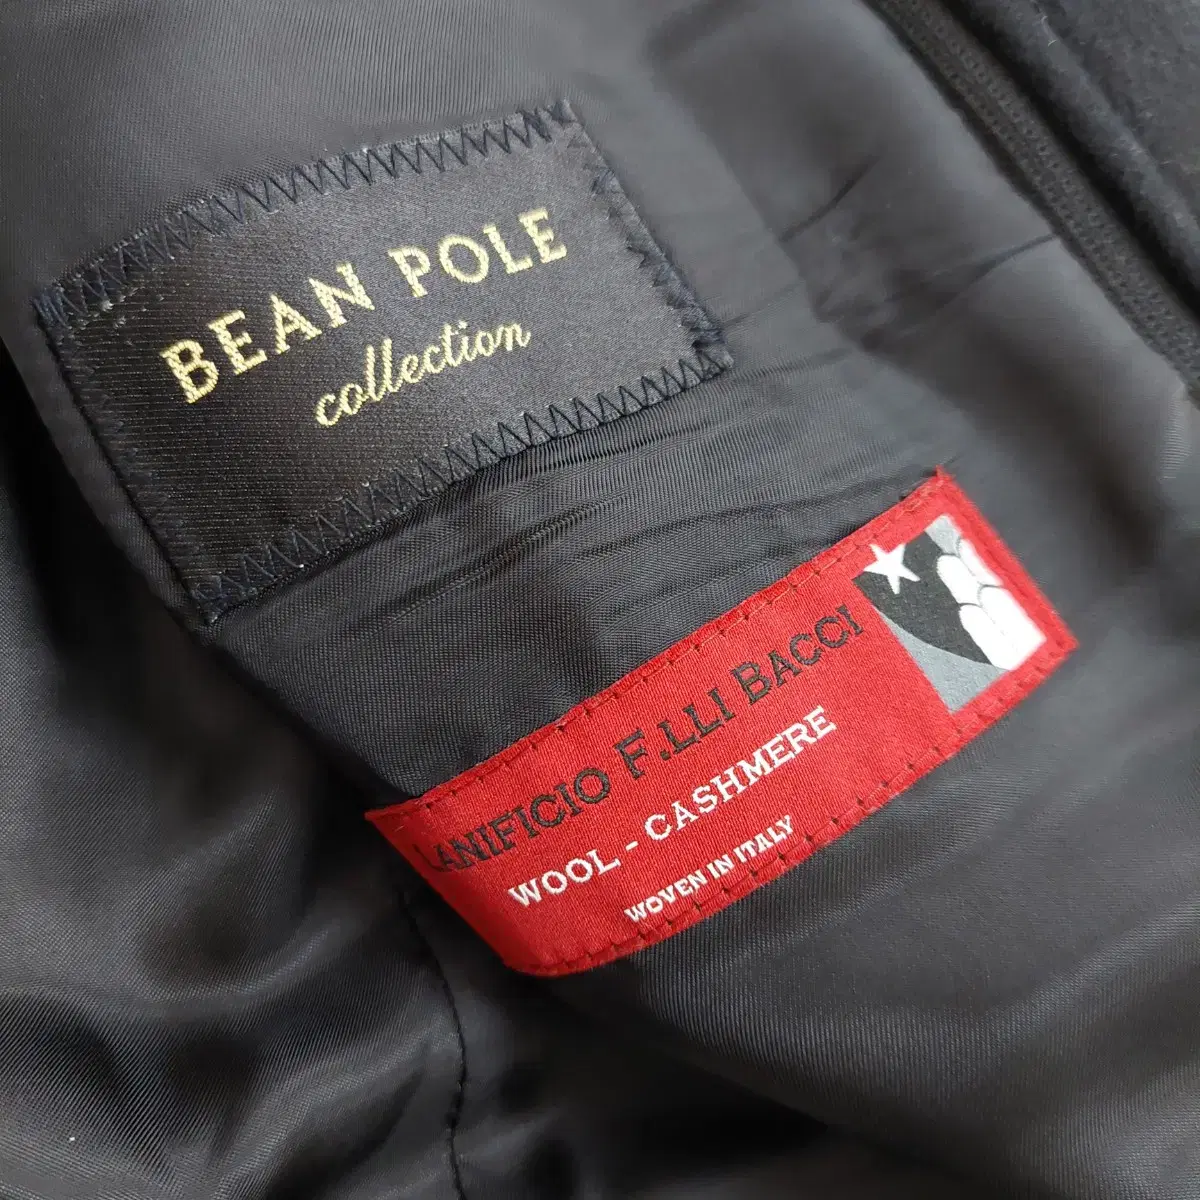 BEAN POLE
collection
LANIFICIO F.LLI BACCI
WOOL - CASHMERE
WOVEN IN ITALY